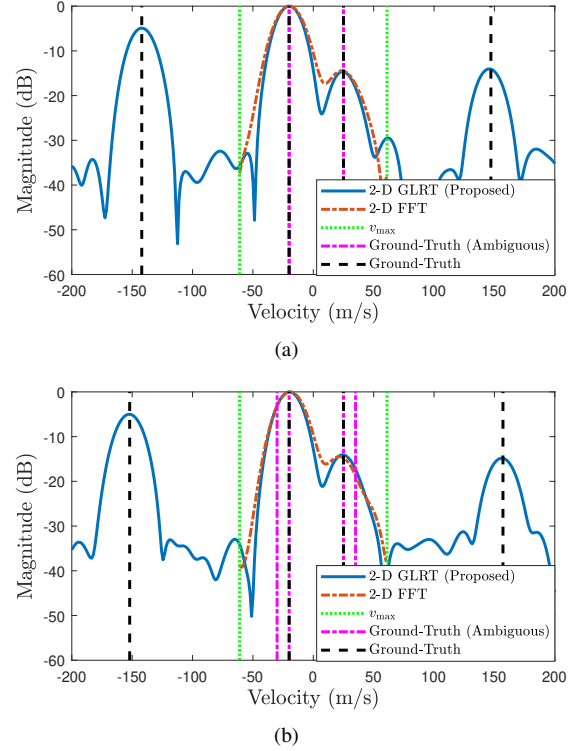 0
-10
-20
-30
-40
-50
-60
Magnitude (dB)
2-D GLRT (Proposed)
2-D FFT
vmax
Ground-Truth (Ambiguous)
Ground-Truth
-200 -150 -100 -50 0 50 100 150 200
Velocity (m/s)
(a)
0
-10
-20
-30
-40
-50
-60
Magnitude (dB)
2-D GLRT (Proposed)
2-D FFT
vmax
Ground-Truth (Ambiguous)
Ground-Truth
-200 -150 -100 -50 0 50 100 150 200
Velocity (m/s)
(b)